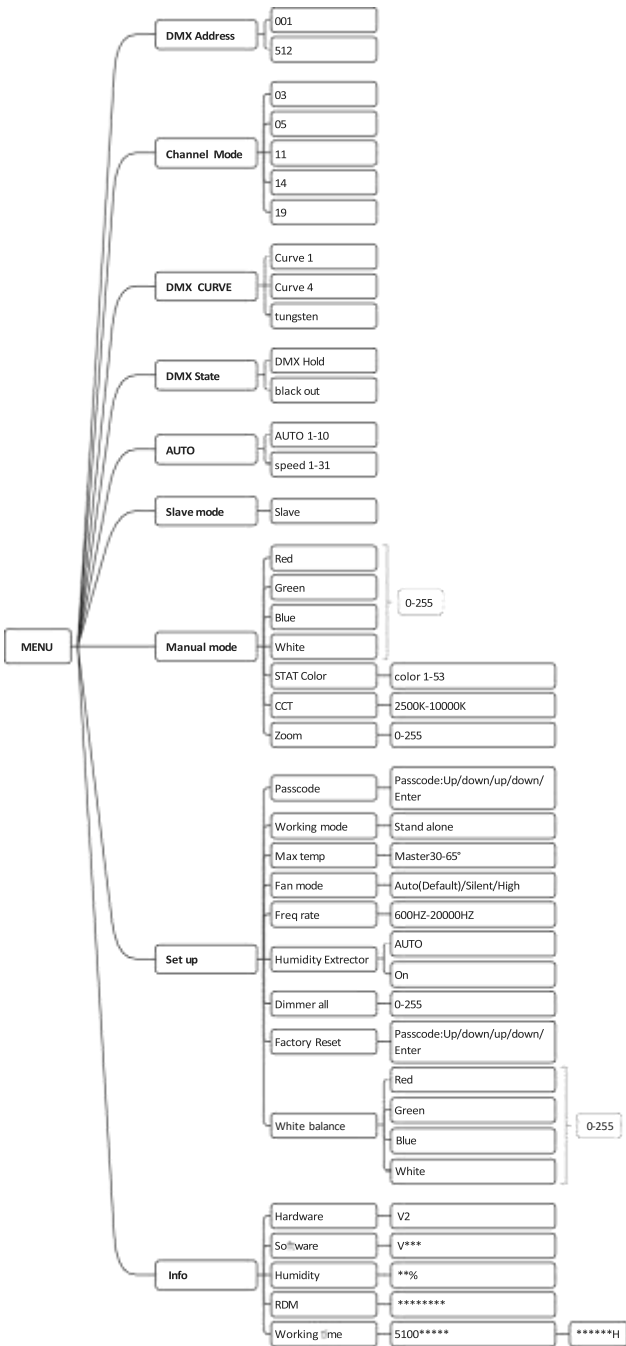 MENU
DMX Address
001
512
Channel Mode
03
05
11
14
19
DMX CURVE
Curve 1
Curve 4
tungsten
DMX State
DMX Hold
black out
AUTO
AUTO 1-10
speed 1-31
Slave mode
Slave
Manual mode
Red
Green
Blue
White
0-255
STAT Color
color 1-53
CCT
2500K-10000K
Zoom
0-255
Set up
Passcode
Passcode:Up/down/up/down/
Enter
Working mode
Stand alone
Max temp
Master30-65°
Fan mode
Auto(Default)/Silent/High
Freq rate
600HZ-20000HZ
Humidity Extrector
AUTO
On
Dimmer all
0-255
Factory Reset
Passcode:Up/down/up/down/
Enter
White balance
Red
Green
Blue
White
0-255
Info
Hardware
V2
Software
V***
Humidity
**%
RDM
********
Working time
5100*****
******H